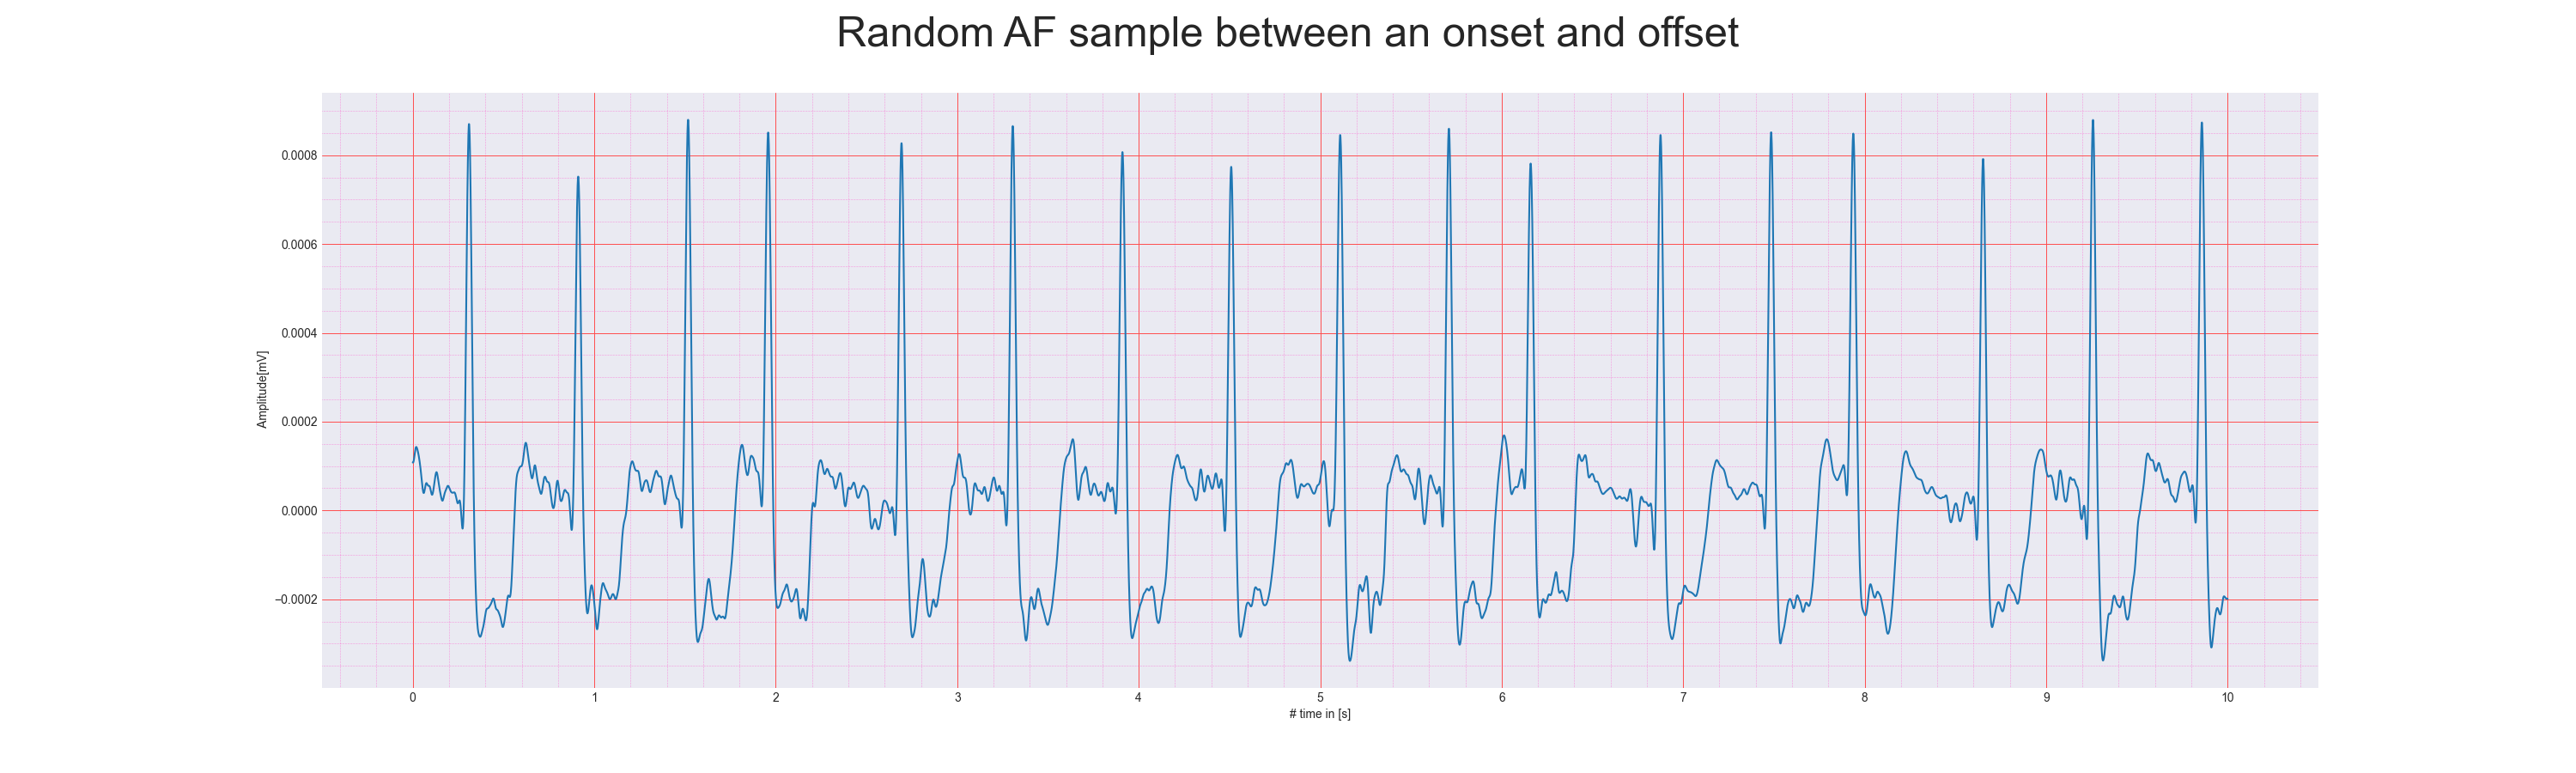 Random AF sample between an onset and offset
0.0008
0.0006
0.0004
0.0002
0.0000
−0.0002
Amplitude[mV]
0 1 2 3 4 5 6 7 8 9 10
# time in [s]